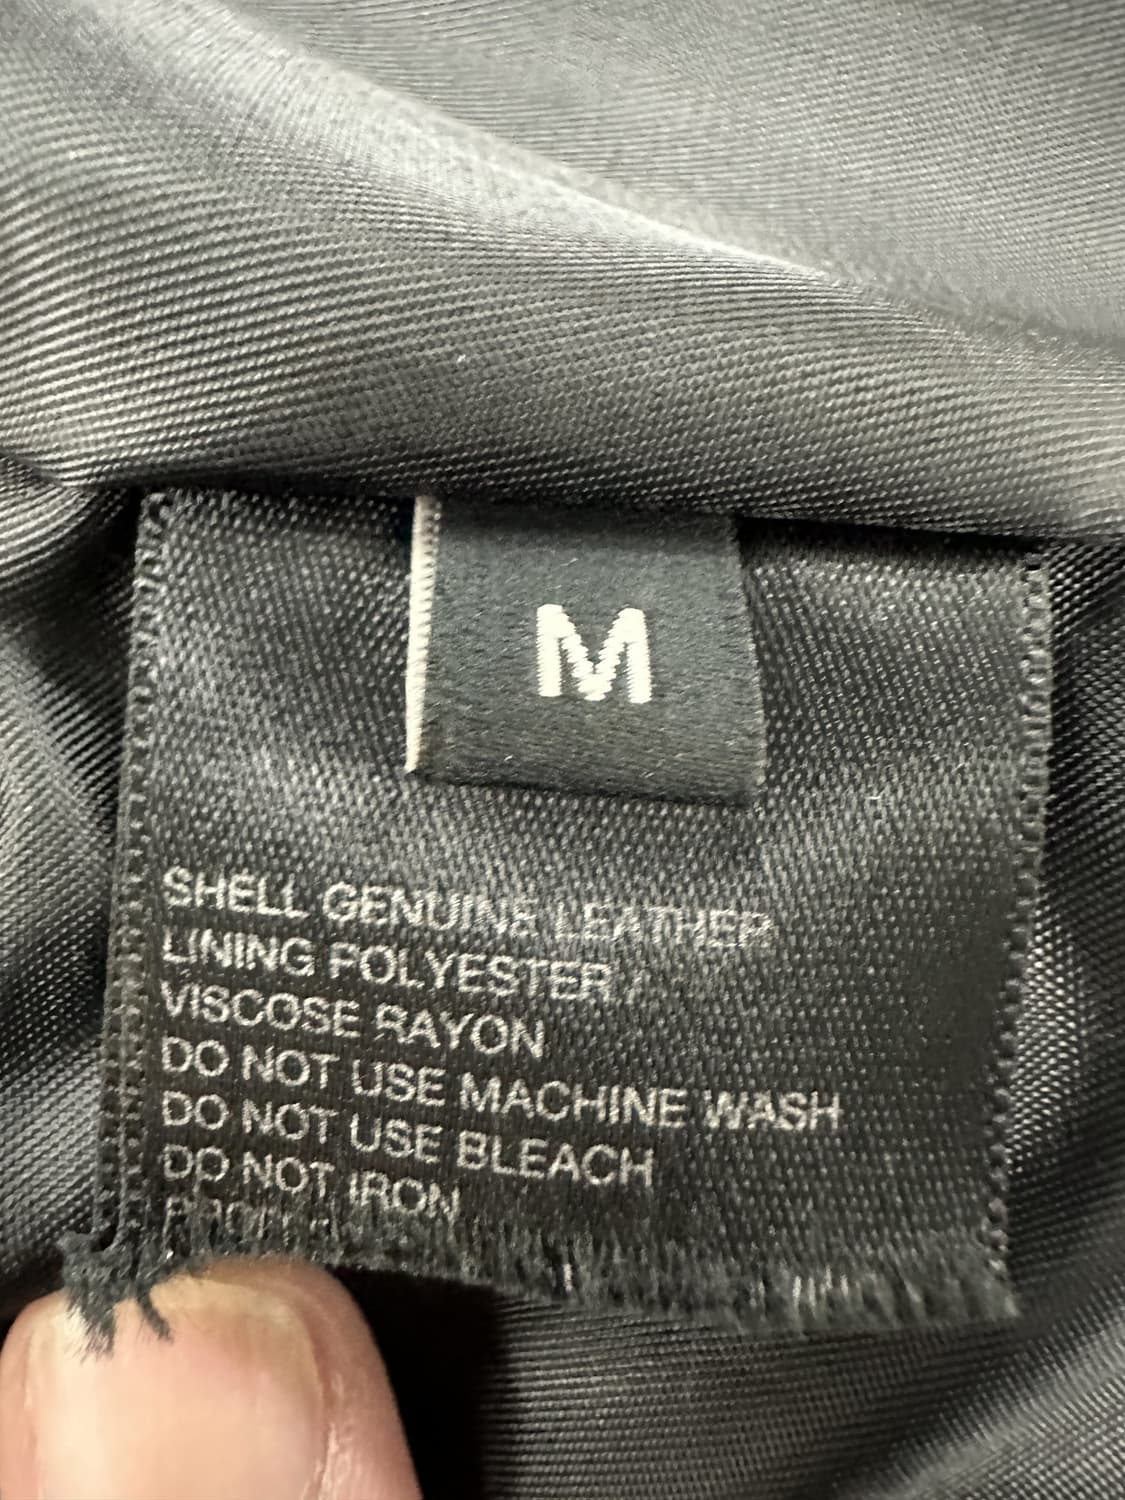 M
SHELL GENUINE LEATHER
LINING POLYESTER /
VISCOSE RAYON
DO NOT USE MACHINE WASH
DO NOT USE BLEACH
DO NOT IRON